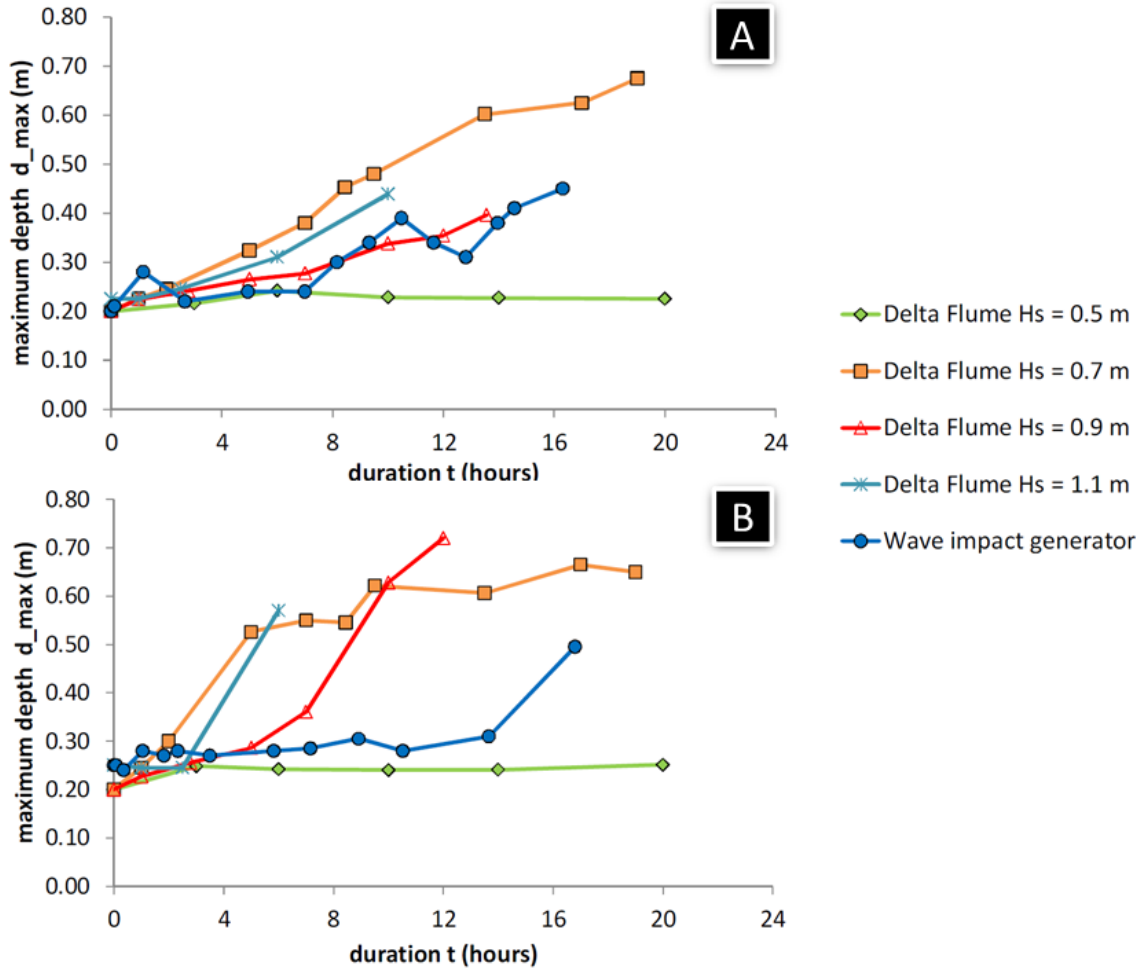 A
maximum depth d_max (m)
0.80
0.70
0.60
0.50
0.40
0.30
0.20
0.10
0.00
0 4 8 12 16 20 24
duration t (hours)
B
maximum depth d_max (m)
0.80
0.70
0.60
0.50
0.40
0.30
0.20
0.10
0.00
0 4 8 12 16 20 24
duration t (hours)
Delta Flume Hs = 0.5 m
Delta Flume Hs = 0.7 m
Delta Flume Hs = 0.9 m
Delta Flume Hs = 1.1 m
Wave impact generator